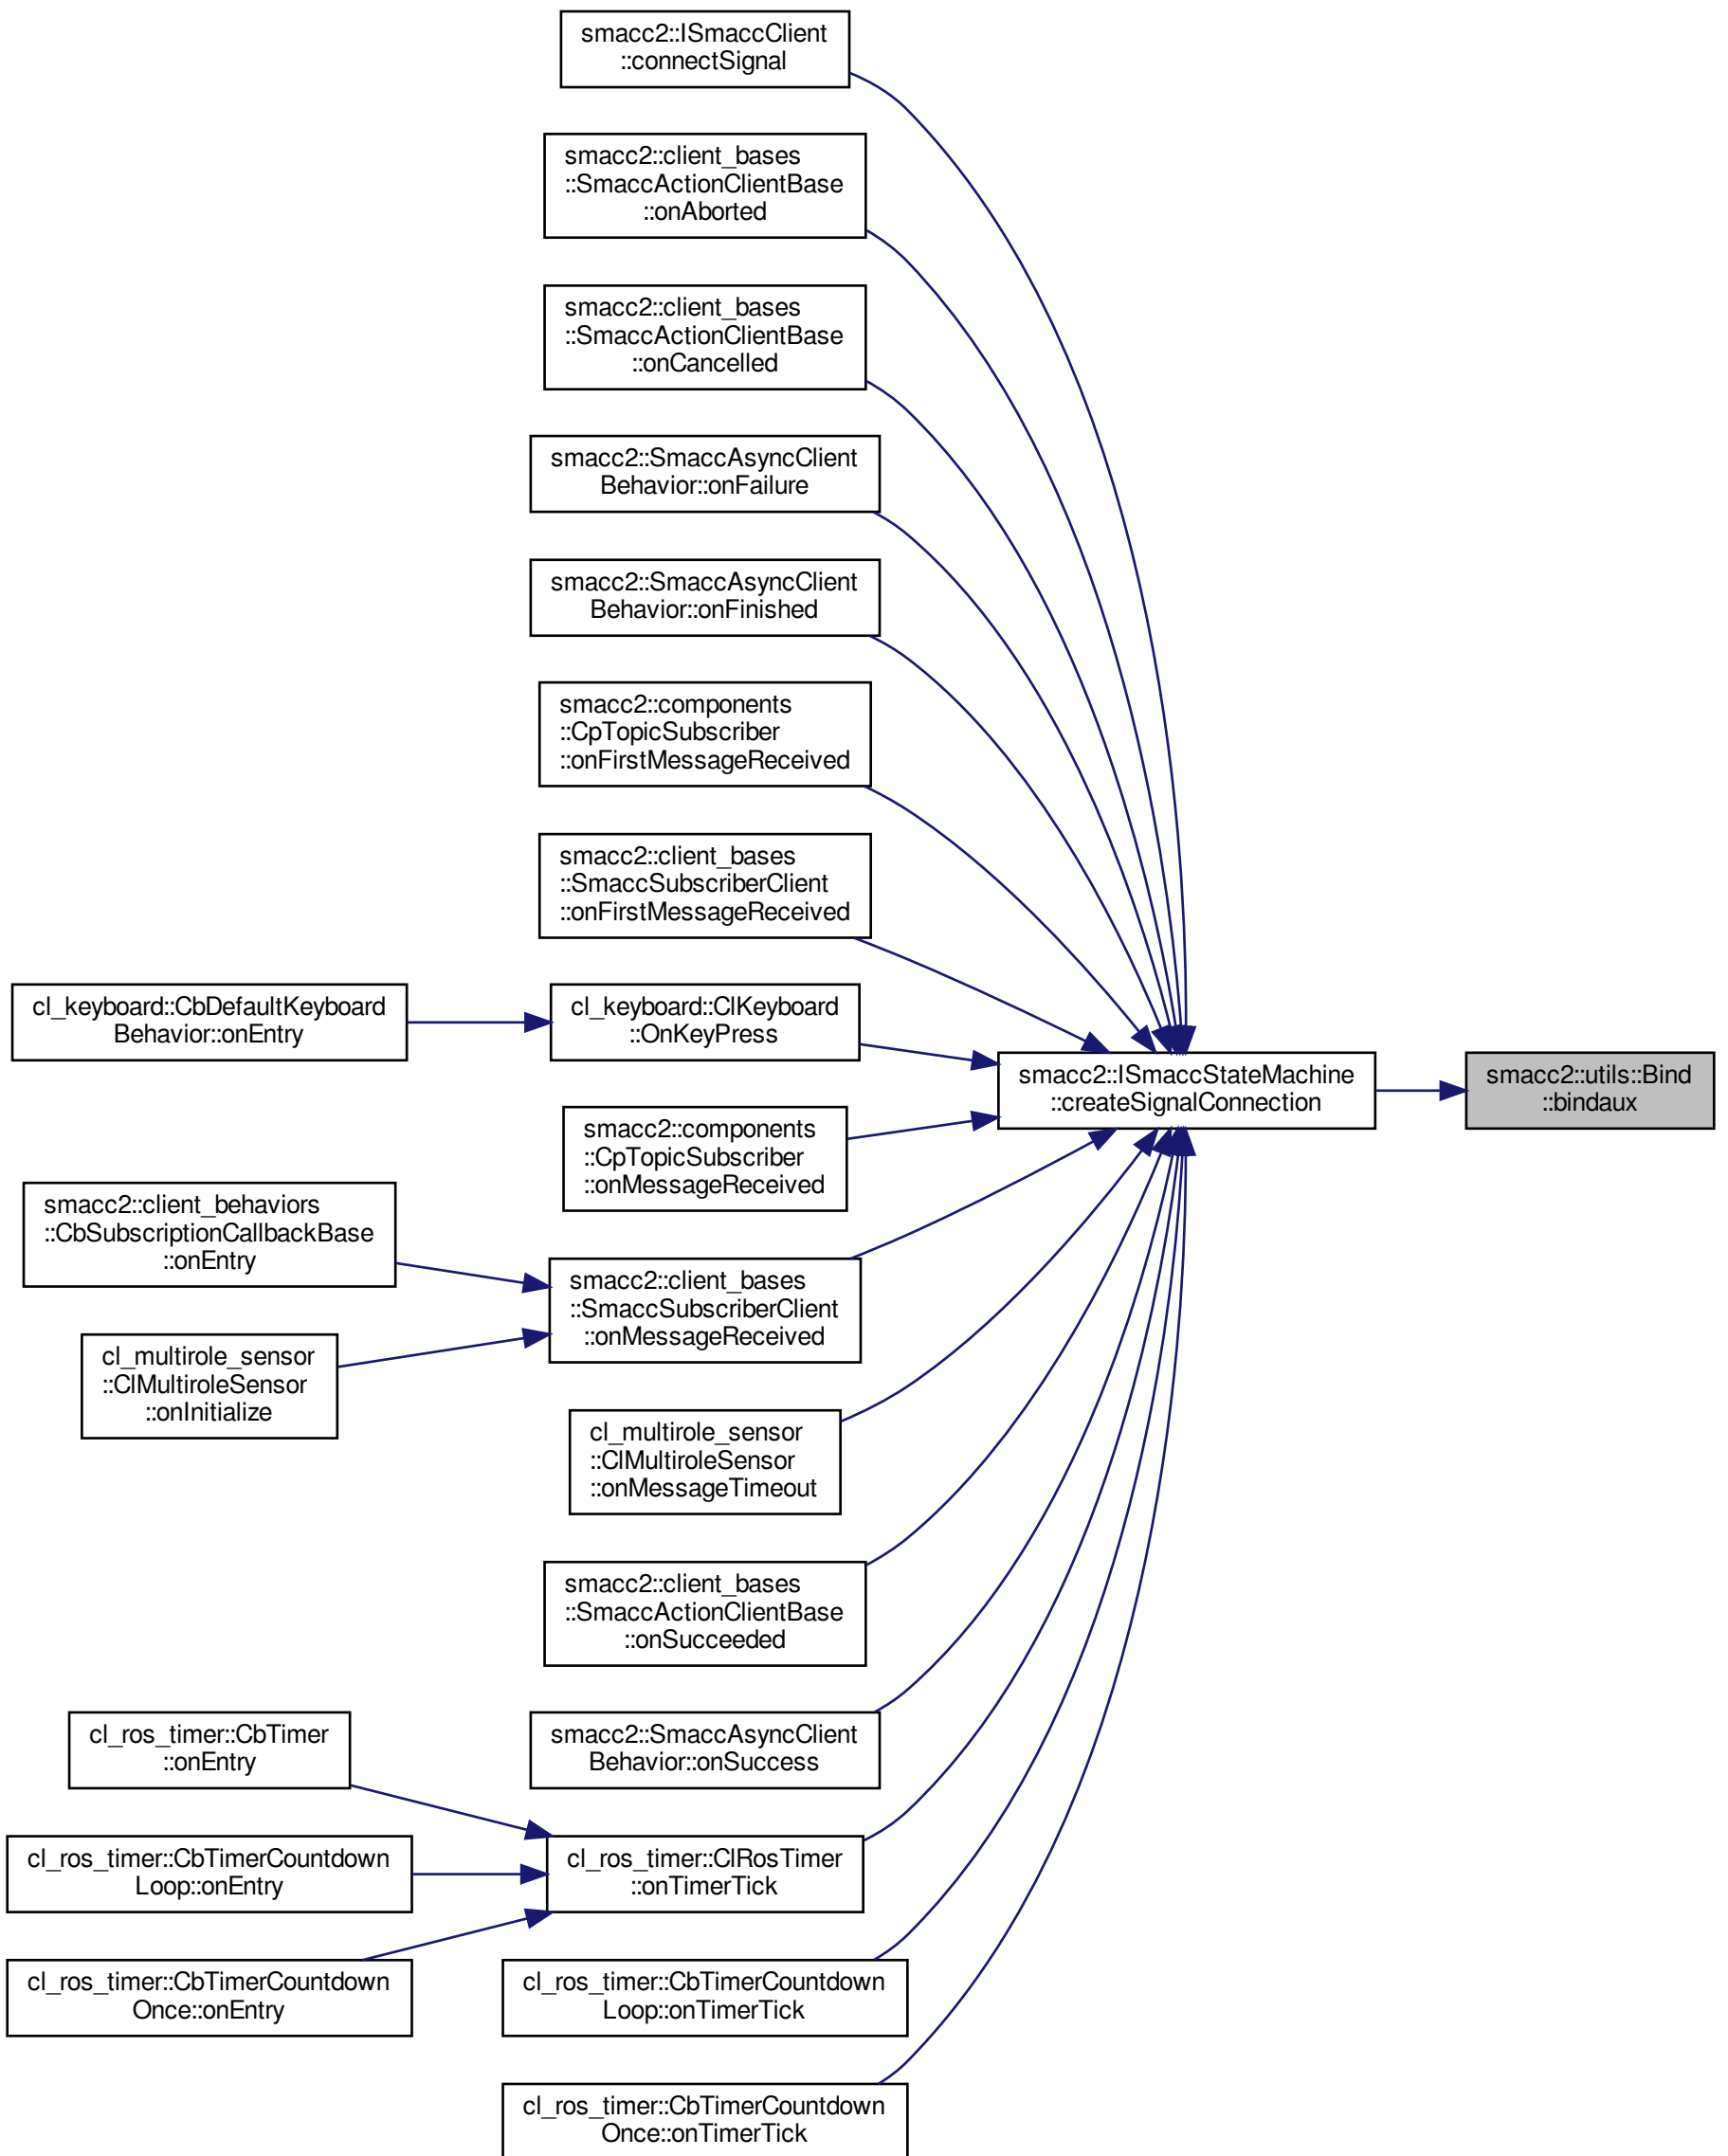 smacc2::ISmaccClient
::connectSignal
smacc2::client_bases
::SmaccActionClientBase
::onAborted
smacc2::client_bases
::SmaccActionClientBase
::onCancelled
smacc2::SmaccAsyncClient
Behavior::onFailure
smacc2::SmaccAsyncClient
Behavior::onFinished
smacc2::components
::CpTopicSubscriber
::onFirstMessageReceived
smacc2::client_bases
::SmaccSubscriberClient
::onFirstMessageReceived
cl_keyboard::CbDefaultKeyboard
Behavior::onEntry
cl_keyboard::ClKeyboard
::OnKeyPress
smacc2::ISmaccStateMachine
::createSignalConnection
smacc2::utils::Bind
::bindaux
smacc2::components
::CpTopicSubscriber
::onMessageReceived
smacc2::client_behaviors
::CbSubscriptionCallbackBase
::onEntry
smacc2::client_bases
::SmaccSubscriberClient
::onMessageReceived
cl_multirole_sensor
::ClMultiroleSensor
::onInitialize
cl_multirole_sensor
::ClMultiroleSensor
::onMessageTimeout
smacc2::client_bases
::SmaccActionClientBase
::onSucceeded
smacc2::SmaccAsyncClient
Behavior::onSuccess
cl_ros_timer::CbTimer
::onEntry
cl_ros_timer::CbTimerCountdown
Loop::onEntry
cl_ros_timer::ClRosTimer
::onTimerTick
cl_ros_timer::CbTimerCountdown
Once::onEntry
cl_ros_timer::CbTimerCountdown
Loop::onTimerTick
cl_ros_timer::CbTimerCountdown
Once::onTimerTick